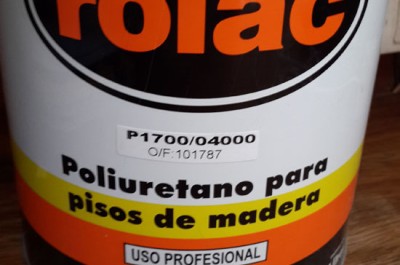 rolac
P1700/04000
O/F:101787
Poliuretano para
pisos de madera
USO PROFESIONAL